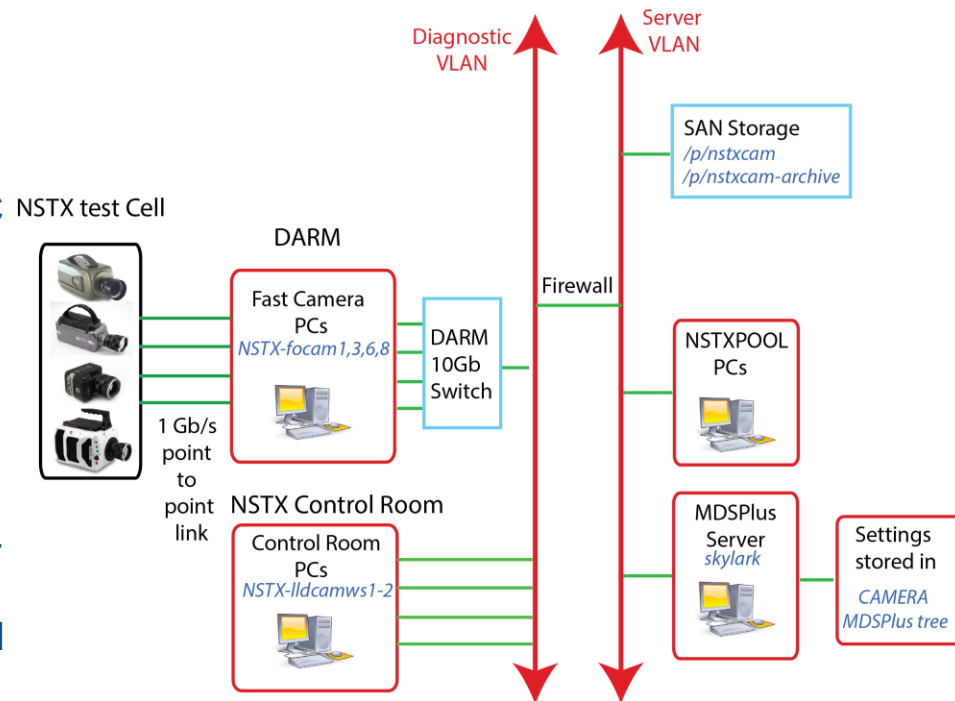 Diagnostic
VLAN
Server
VLAN
SAN Storage
/p/nstxcam
/p/nstxcam-archive
NSTX test Cell
DARM
Fast Camera
PCs
NSTX-focam1,3,6,8
DARM
10Gb
Switch
Firewall
NSTXPOOL
PCs
1 Gb/s
point
to
point
link
NSTX Control Room
Control Room
PCs
NSTX-lldcamws1-2
MDSPlus
Server
skylark
Settings
stored in
CAMERA
MDSPlus tree